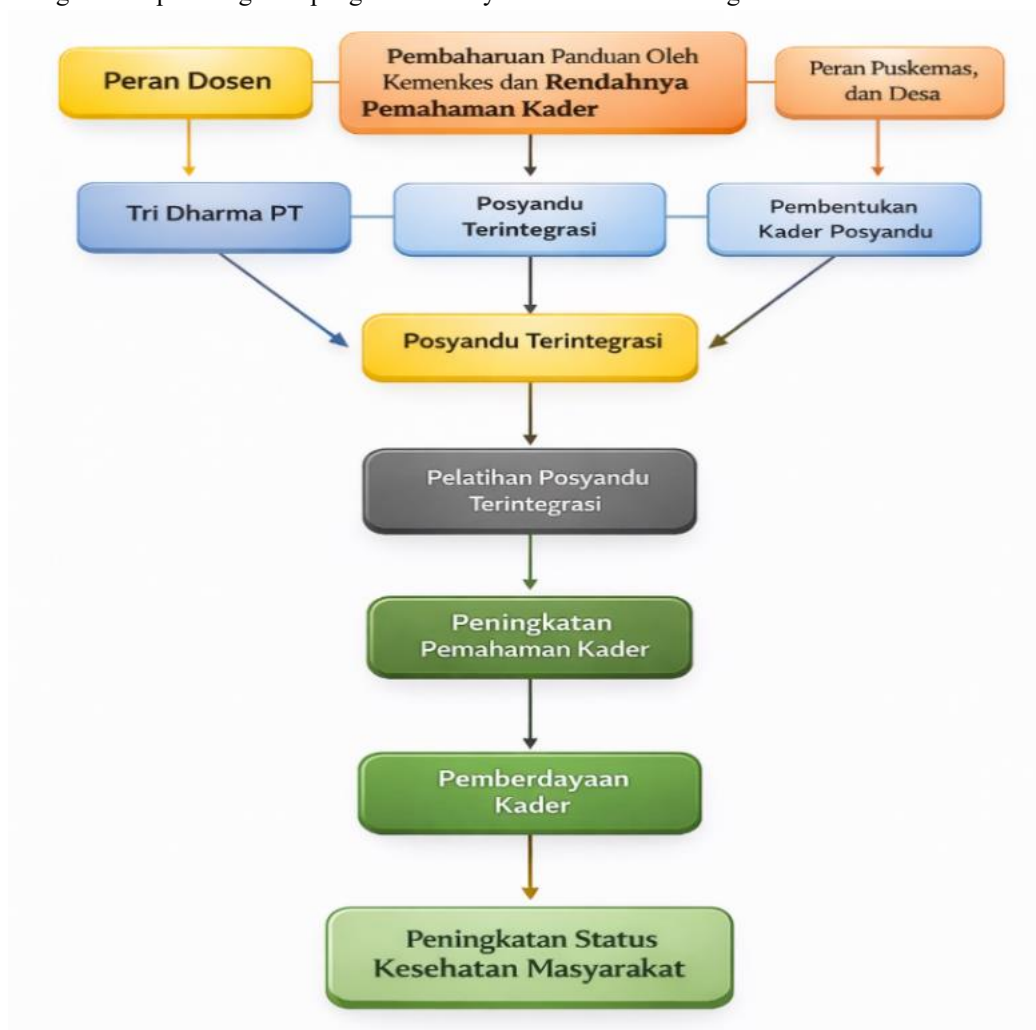 Peran Dosen
Pembaharuan Panduan Oleh
Kemenkes dan Rendahnya
Pemahaman Kader
Peran Puskemas,
dan Desa
Tri Dharma PT
Posyandu
Terintegrasi
Pembentukan
Kader Posyandu
Posyandu Terintegrasi
Pelatihan Posyandu
Terintegrasi
Peningkatan
Pemahaman Kader
Pemberdayaan
Kader
Peningkatan Status
Kesehatan Masyarakat